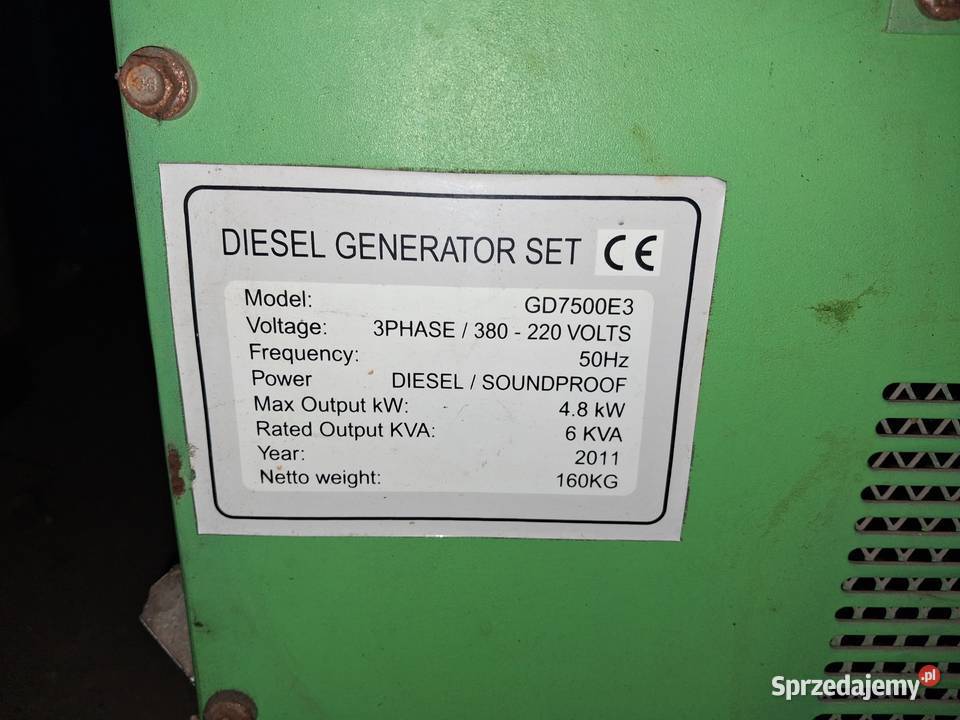 DIESEL GENERATOR SET CE
Model: GD7500E3
Voltage: 3PHASE / 380 - 220 VOLTS
Frequency: 50Hz
Power DIESEL / SOUNDPROOF
Max Output kW: 4.8 kW
Rated Output KVA: 6 KVA
Year: 2011
Netto weight: 160KG
Sprzedajemy.pl